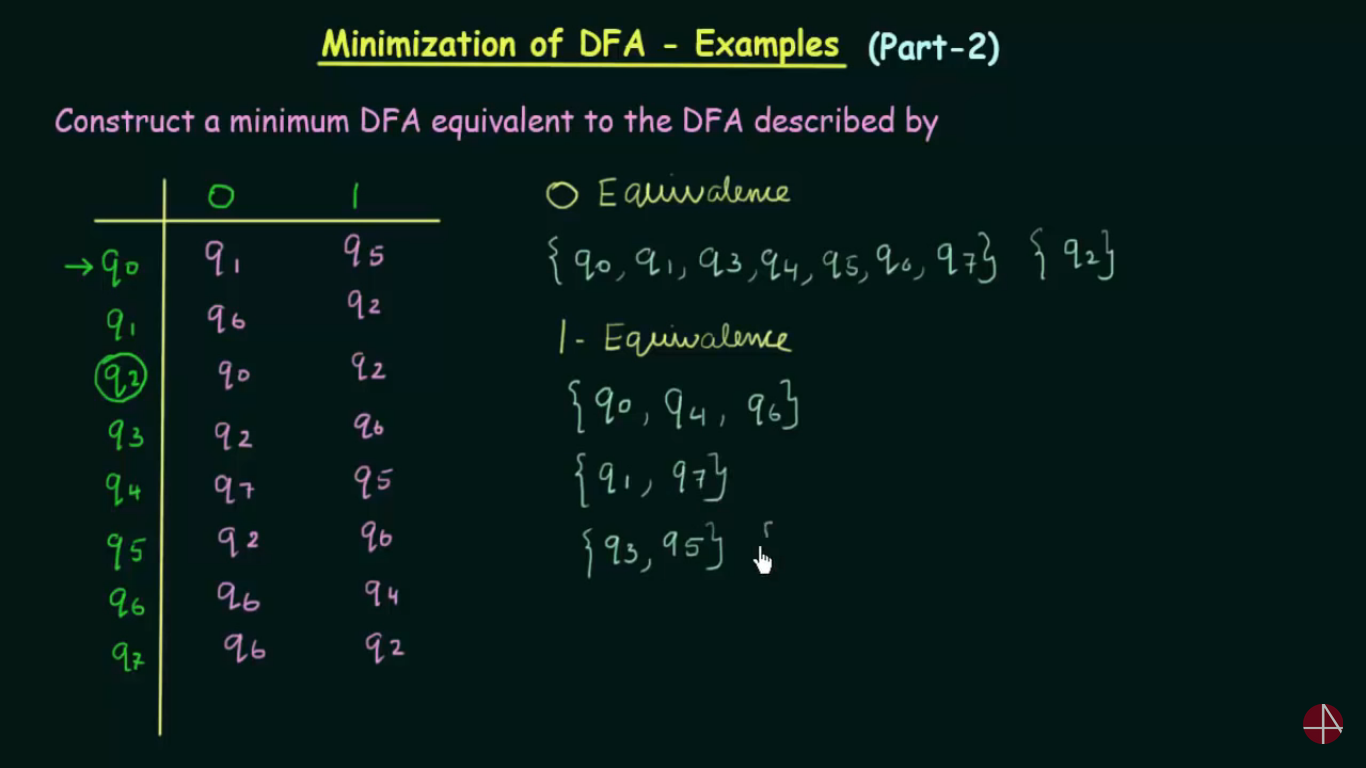 Minimization of DFA - Examples (Part-2)
Construct a minimum DFA equivalent to the DFA described by
0 1
→q0 q1 q5
q1 q6 q2
q2 q0 q2
q3 q2 q6
q4 q7 q5
q5 q2 q6
q6 q6 q4
q7 q6 q2
0 Equivalence
{q0, q1, q3, q4, q5, q6, q7} {q2}
1- Equivalence
{q0, q4, q6}
{q1, q7}
{q3, q5}